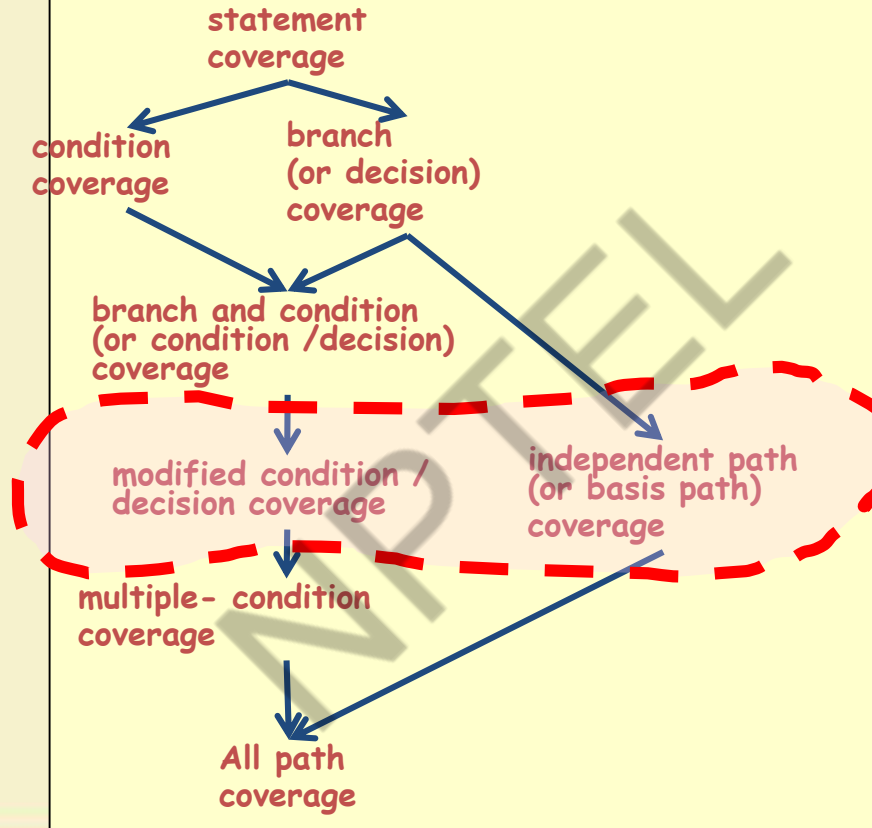 statement
coverage
condition
coverage
branch
(or decision)
coverage
branch and condition
(or condition /decision)
coverage
modified condition /
decision coverage
independent path
(or basis path)
coverage
multiple- condition
coverage
All path
coverage
NPTEL